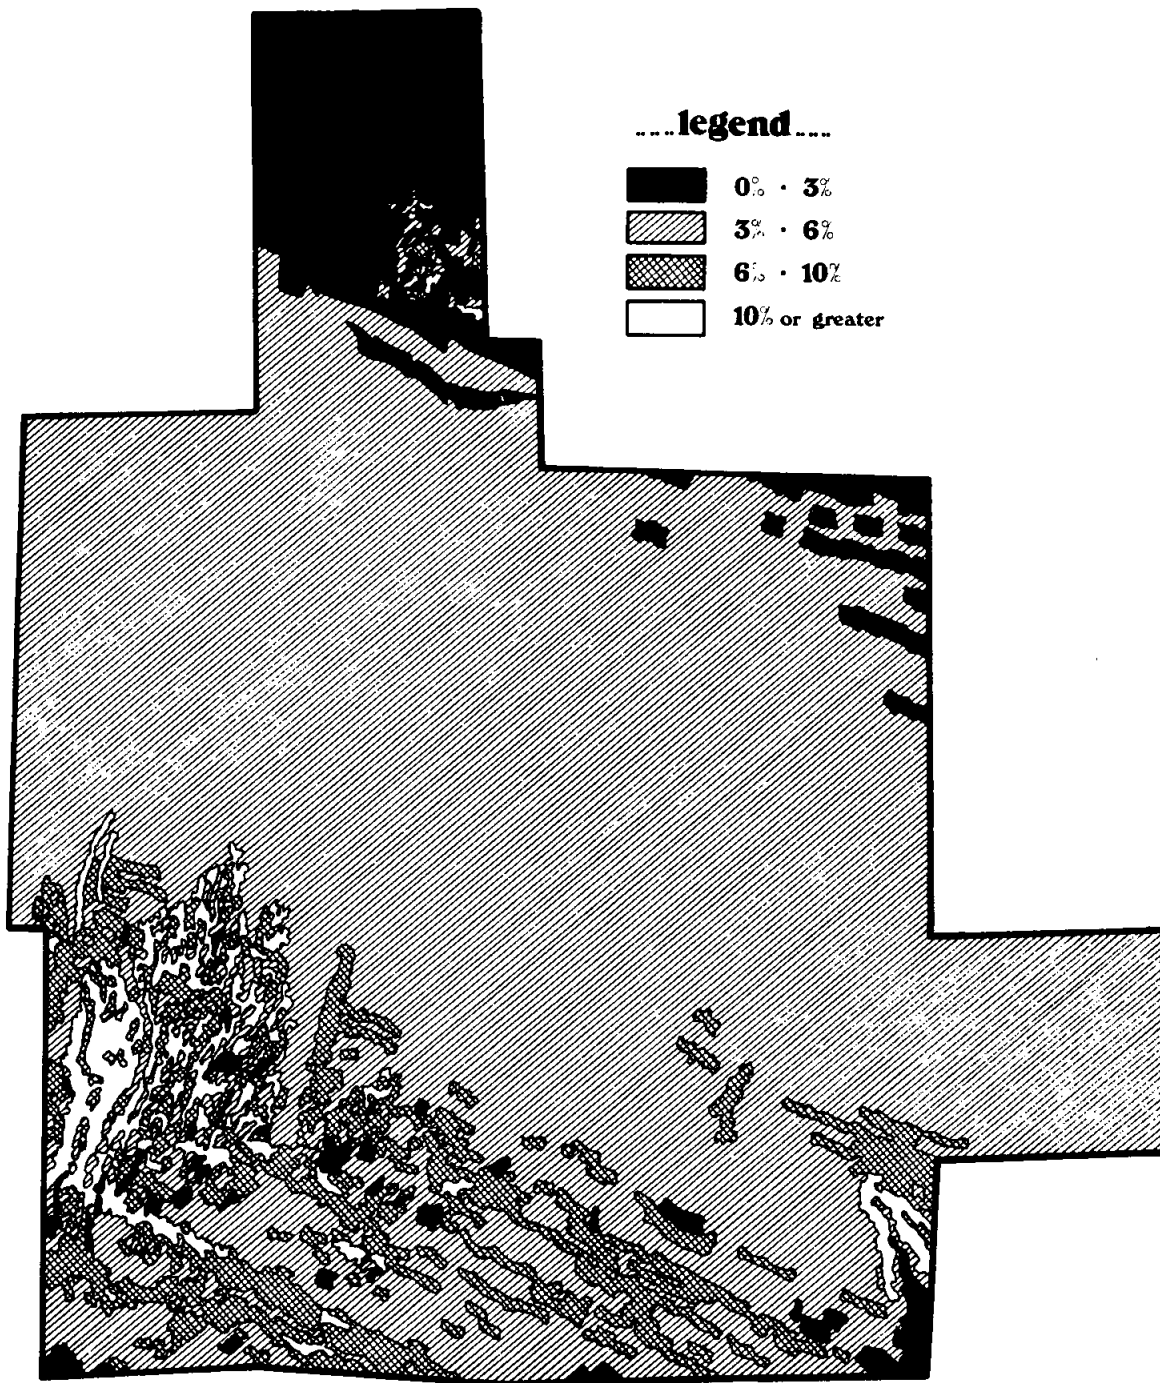 ....legend....
0% · 3%
3% · 6%
6% · 10%
10% or greater